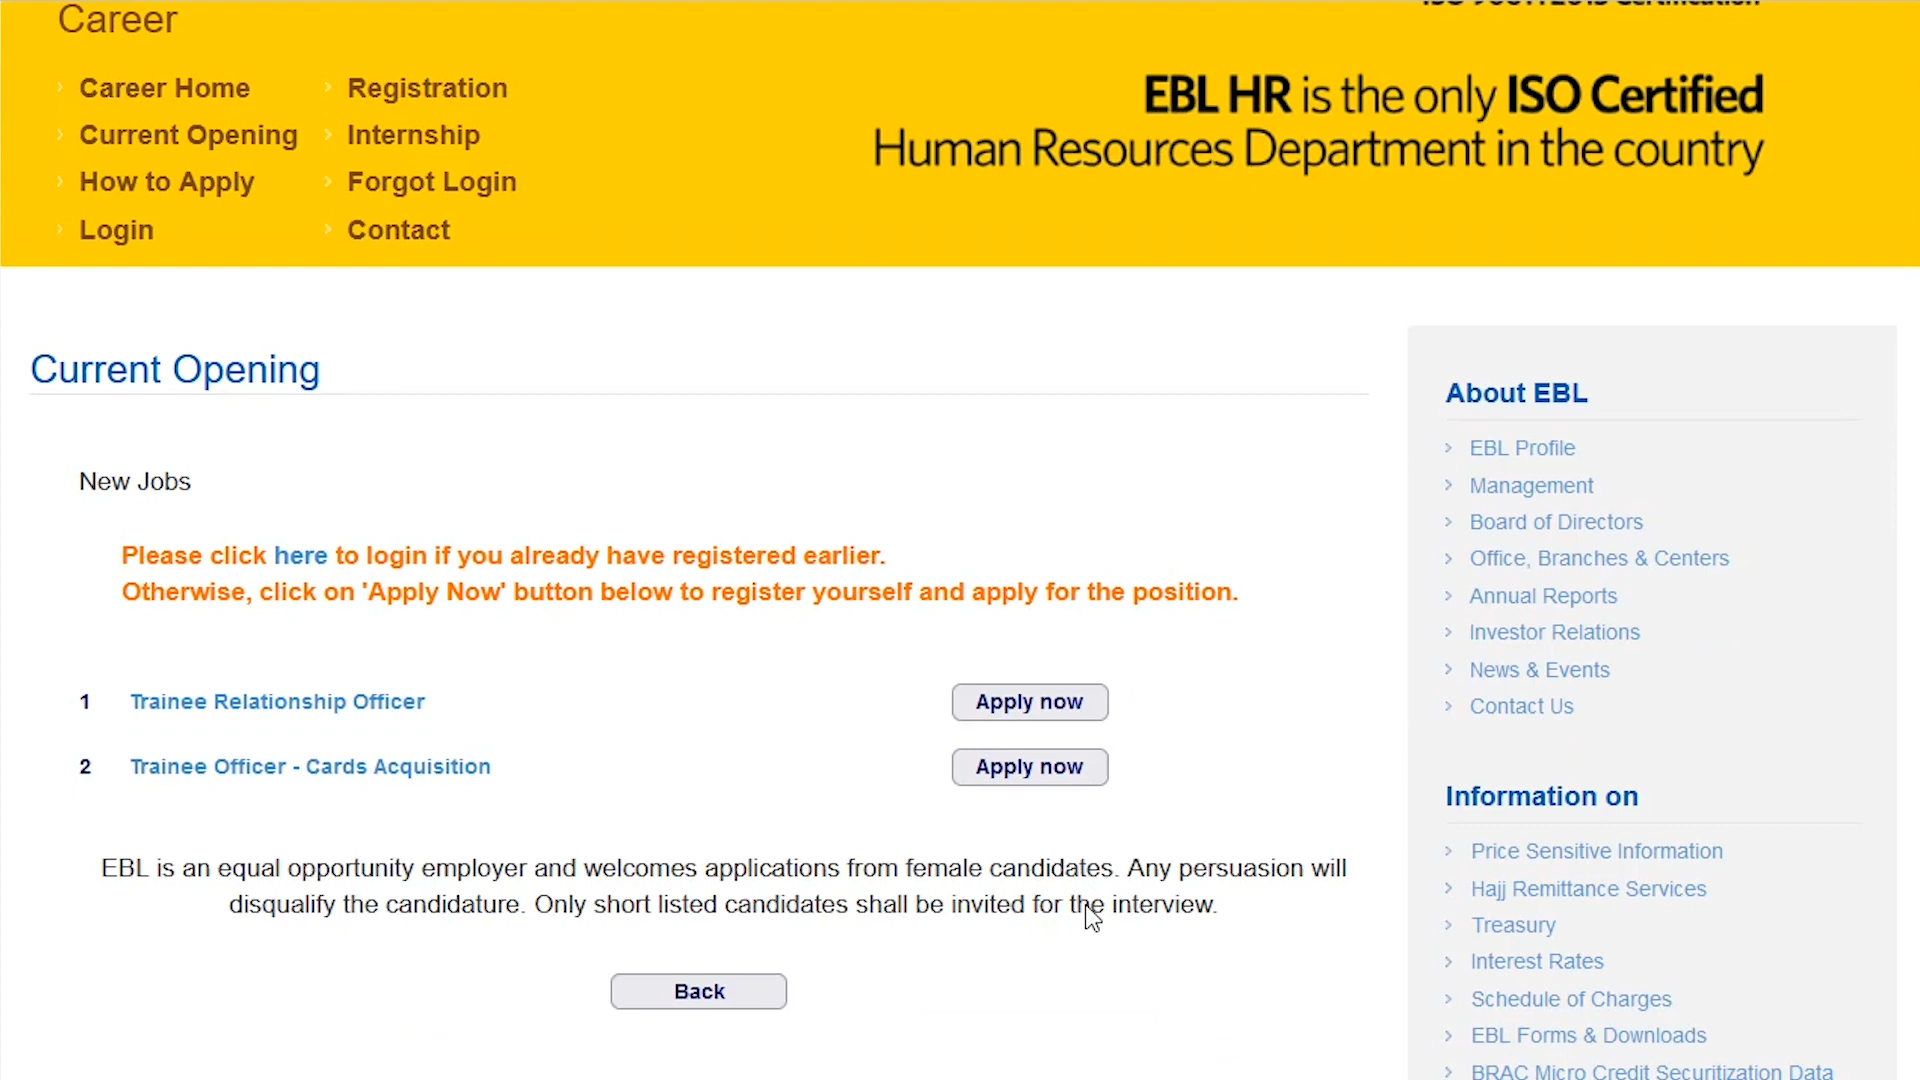 ISO 9001:2015 Certification
Career
Career Home
Registration
Current Opening
Internship
How to Apply
Forgot Login
Login
Contact
EBL HR is the only ISO Certified
Human Resources Department in the country
Current Opening
New Jobs
Please click here to login if you already have registered earlier.
Otherwise, click on 'Apply Now' button below to register yourself and apply for the position.
1 Trainee Relationship Officer Apply now
2 Trainee Officer - Cards Acquisition Apply now
EBL is an equal opportunity employer and welcomes applications from female candidates. Any persuasion will
disqualify the candidature. Only short listed candidates shall be invited for the interview.
Back
About EBL
EBL Profile
Management
Board of Directors
Office, Branches & Centers
Annual Reports
Investor Relations
News & Events
Contact Us
Information on
Price Sensitive Information
Hajj Remittance Services
Treasury
Interest Rates
Schedule of Charges
EBL Forms & Downloads
BRAC Micro Credit Securitization Data